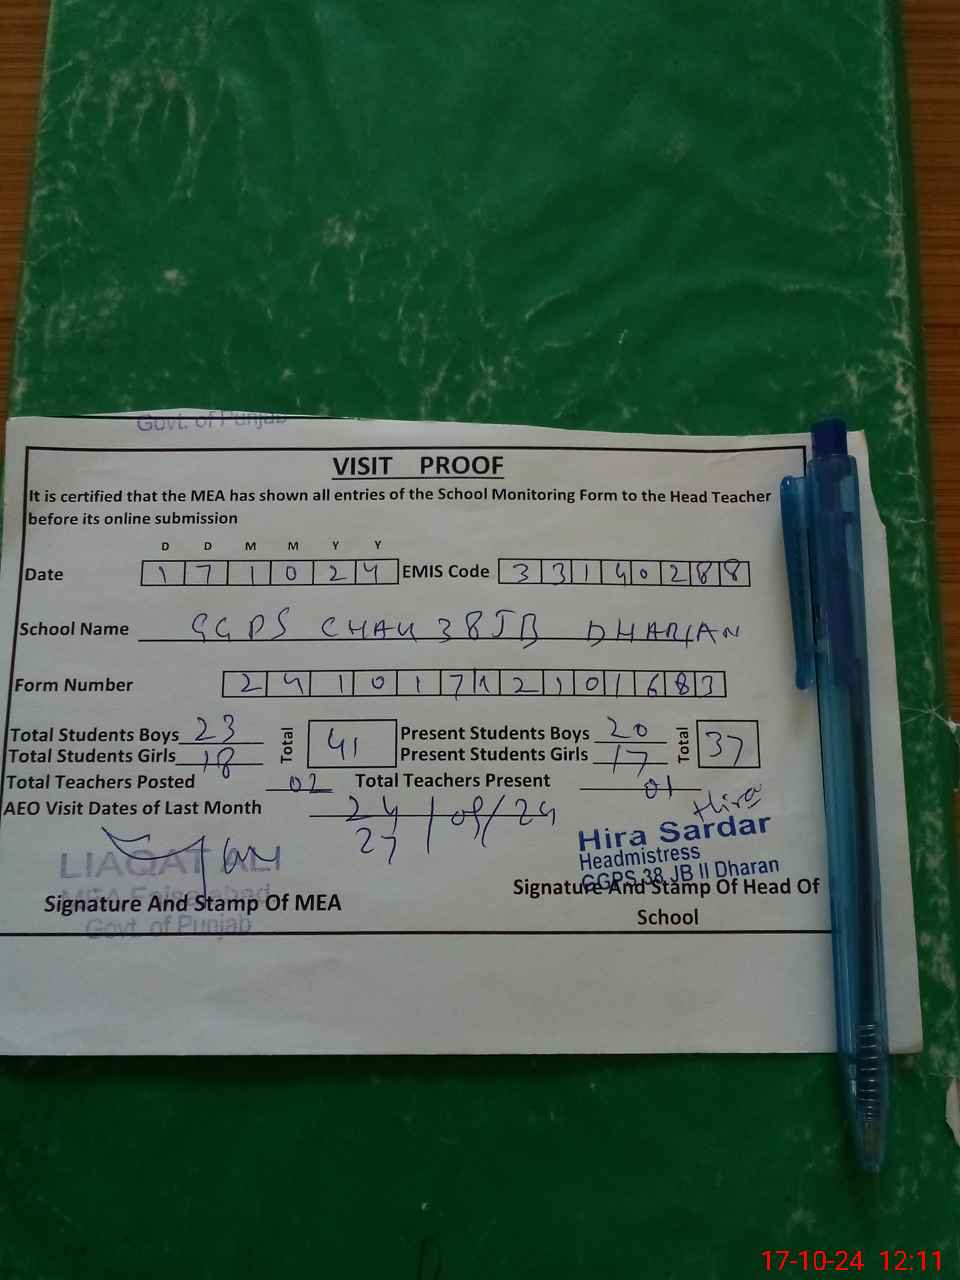 Govt. of Punjab
VISIT PROOF
It is certified that the MEA has shown all entries of the School Monitoring Form to the Head Teacher
before its online submission
D D M M Y Y
Date 1 7 1 0 2 4 EMIS Code 3 3 1 4 0 2 8 8
School Name GGPS CHAK 38 JB DHARIAN
Form Number 2 4 1 0 1 7 1 2 1 0 1 6 8 3
Total Students Boys 23 Total 41 Present Students Boys 20 Total 37
Total Students Girls 18 Present Students Girls 17
Total Teachers Posted 02 Total Teachers Present 01
AEO Visit Dates of Last Month 24 / 09/ 24
27
Hira
Hira Sardar
Headmistress
GGPS 38 JB II Dharan
LIAQAT ALI
MEA Faisalabad
Govt. of Punjab
Signature And Stamp Of MEA
Signature And Stamp Of Head Of
School
17-10-24 12:11